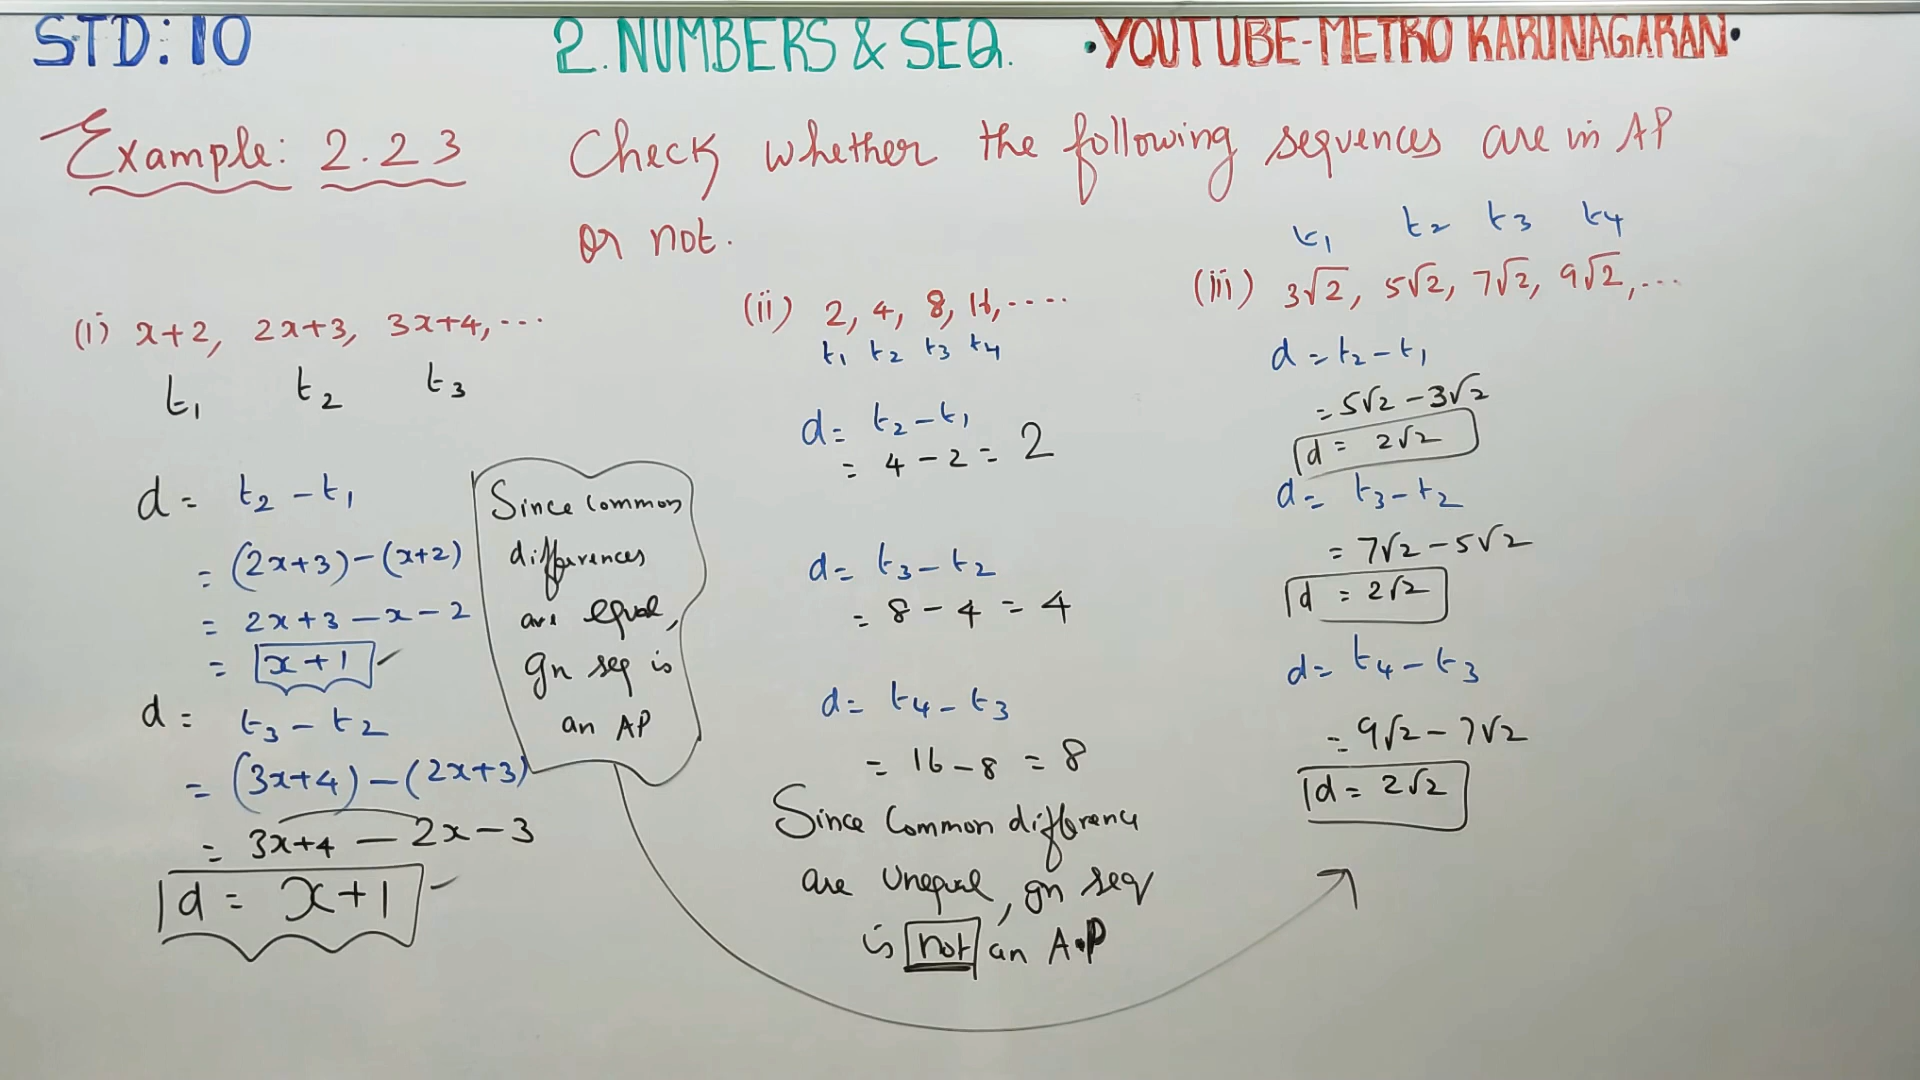 STD: 10
2. NUMBERS & SEQ.
·YOUTUBE-METRO KARUNAGARAN·
Example: 2.23
Check whether the following sequences are in AP
or not.
(i) x+2, 2x+3, 3x+4,...
t₁ t₂ t₃
d = t₂ - t₁
= (2x+3)-(x+2)
= 2x+3-x-2
= x+1 ✓
d = t₃ - t₂
= (3x+4)-(2x+3)
= 3x+4-2x-3
d = x+1
Since Common
differences
are equal,
gn seq is
an AP
(ii) 2, 4, 8, 16,....
t₁ t₂ t₃ t₄
d = t₂-t₁
= 4-2 = 2
d = t₃-t₂
= 8-4 = 4
d = t₄-t₃
= 16-8 = 8
Since Common difference
are Unequal, gn seq
is not an A.P
t₁ t₂ t₃ t₄
(iii) 3√2, 5√2, 7√2, 9√2,...
d = t₂-t₁
= 5√2-3√2
d = 2√2
d = t₃-t₂
= 7√2-5√2
d = 2√2
d = t₄-t₃
= 9√2-7√2
d = 2√2